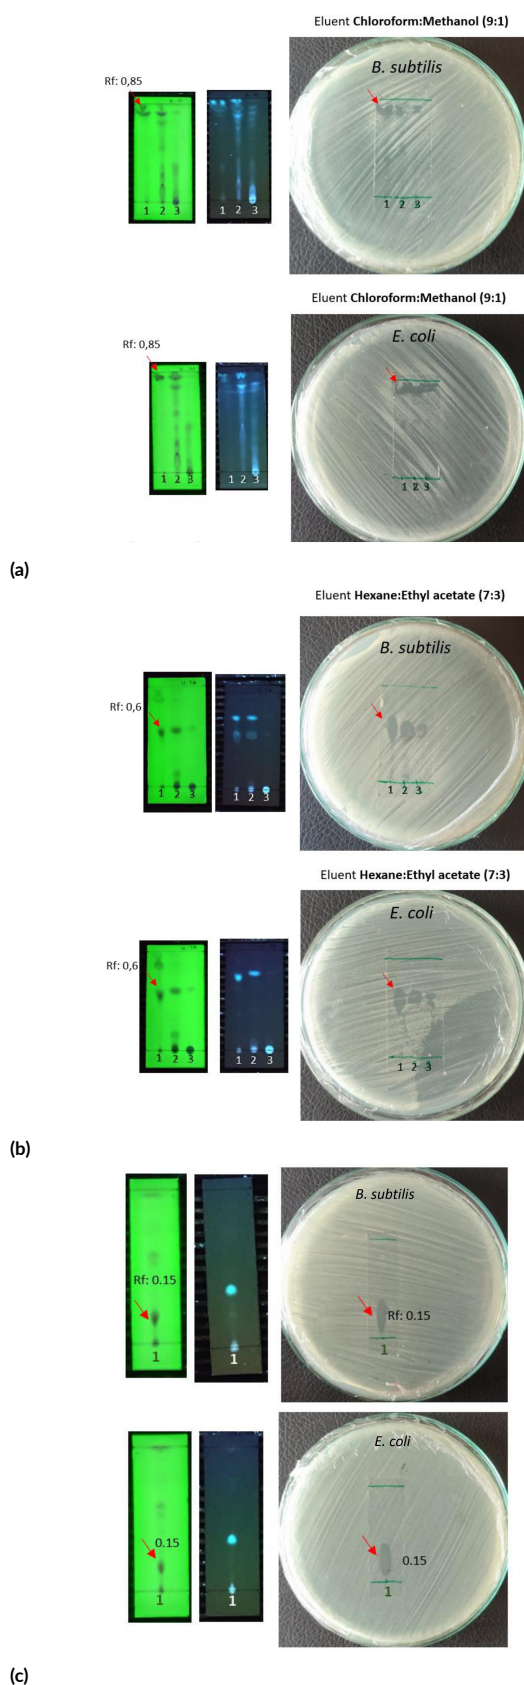 Eluent Chloroform:Methanol (9:1)
B. subtilis
Rf: 0,85
1 2 3
1 2 3
1 2 3
Eluent Chloroform:Methanol (9:1)
E. coli
Rf: 0,85
1 2 3
1 2 3
1 2 3
(a)
Eluent Hexane:Ethyl acetate (7:3)
B. subtilis
Rf: 0,6
1 2 3
1 2 3
1 2 3
Eluent Hexane:Ethyl acetate (7:3)
E. coli
Rf: 0,6
1 2 3
1 2 3
1 2 3
(b)
B. subtilis
Rf: 0.15
Rf: 0.15
1
1
1
E. coli
0.15
0.15
1
1
1
(c)